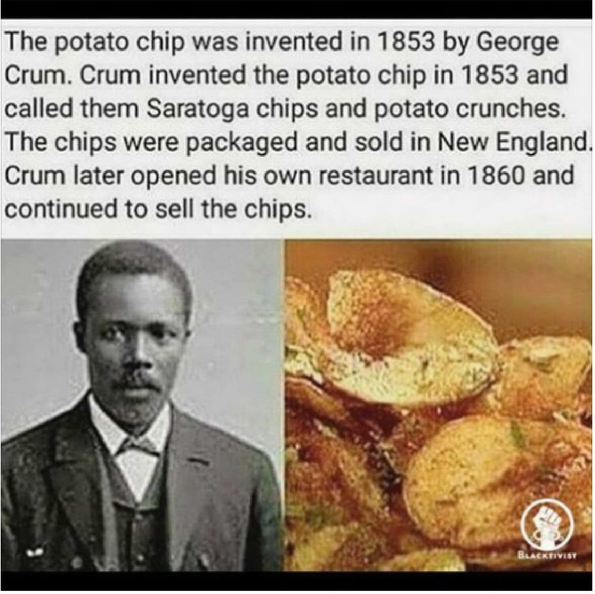 The potato chip was invented in 1853 by George
Crum. Crum invented the potato chip in 1853 and
called them Saratoga chips and potato crunches.
The chips were packaged and sold in New England.
Crum later opened his own restaurant in 1860 and
continued to sell the chips.
BLACKTIVIST